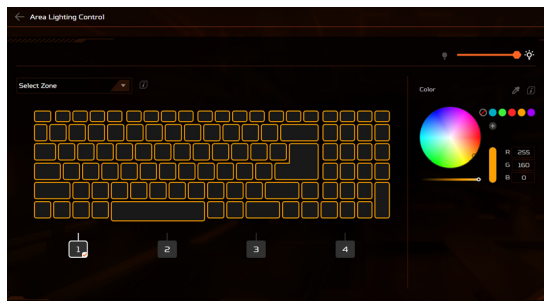 Area Lighting Control
Select Zone
Color
R 255
G 160
B 0
1 2 3 4